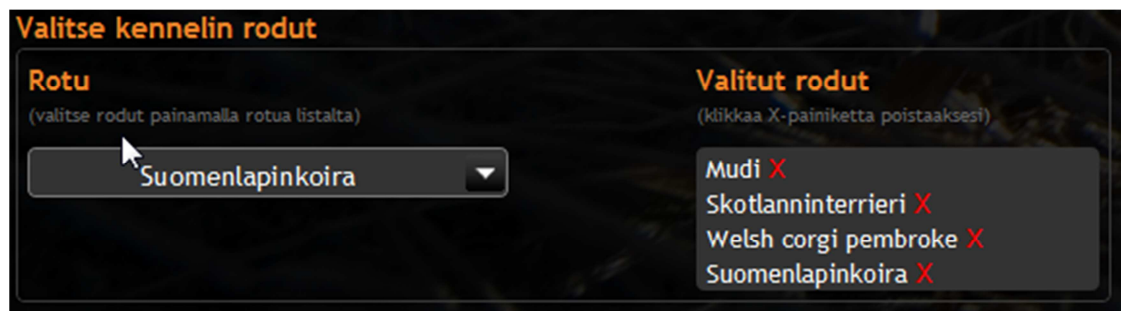 Valitse kennelin rodut
Rotu
(valitse rodut painamalla rotua listalta)
Suomenlapinkoira
Valitut rodut
(klikkaa X-painiketta poistaaksesi)
Mudi X
Skotlanninterrieri X
Welsh corgi pembroke X
Suomenlapinkoira X